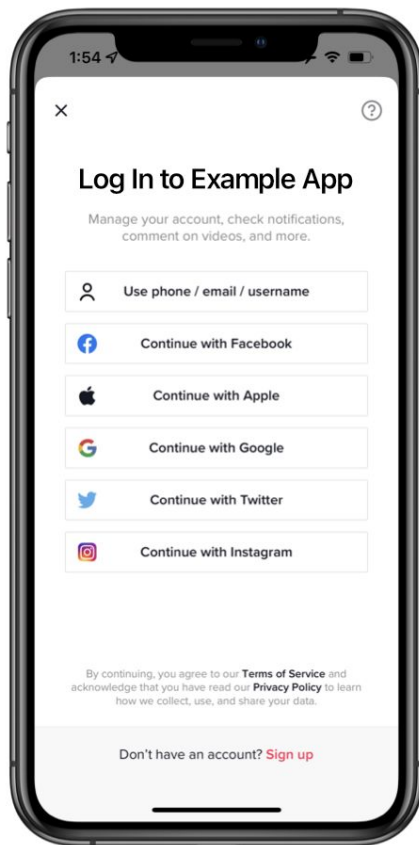 1:54
Log In to Example App
Manage your account, check notifications,
comment on videos, and more.
Use phone / email / username
Continue with Facebook
Continue with Apple
Continue with Google
Continue with Twitter
Continue with Instagram
By continuing, you agree to our Terms of Service and
acknowledge that you have read our Privacy Policy to learn
how we collect, use, and share your data.
Don't have an account? Sign up